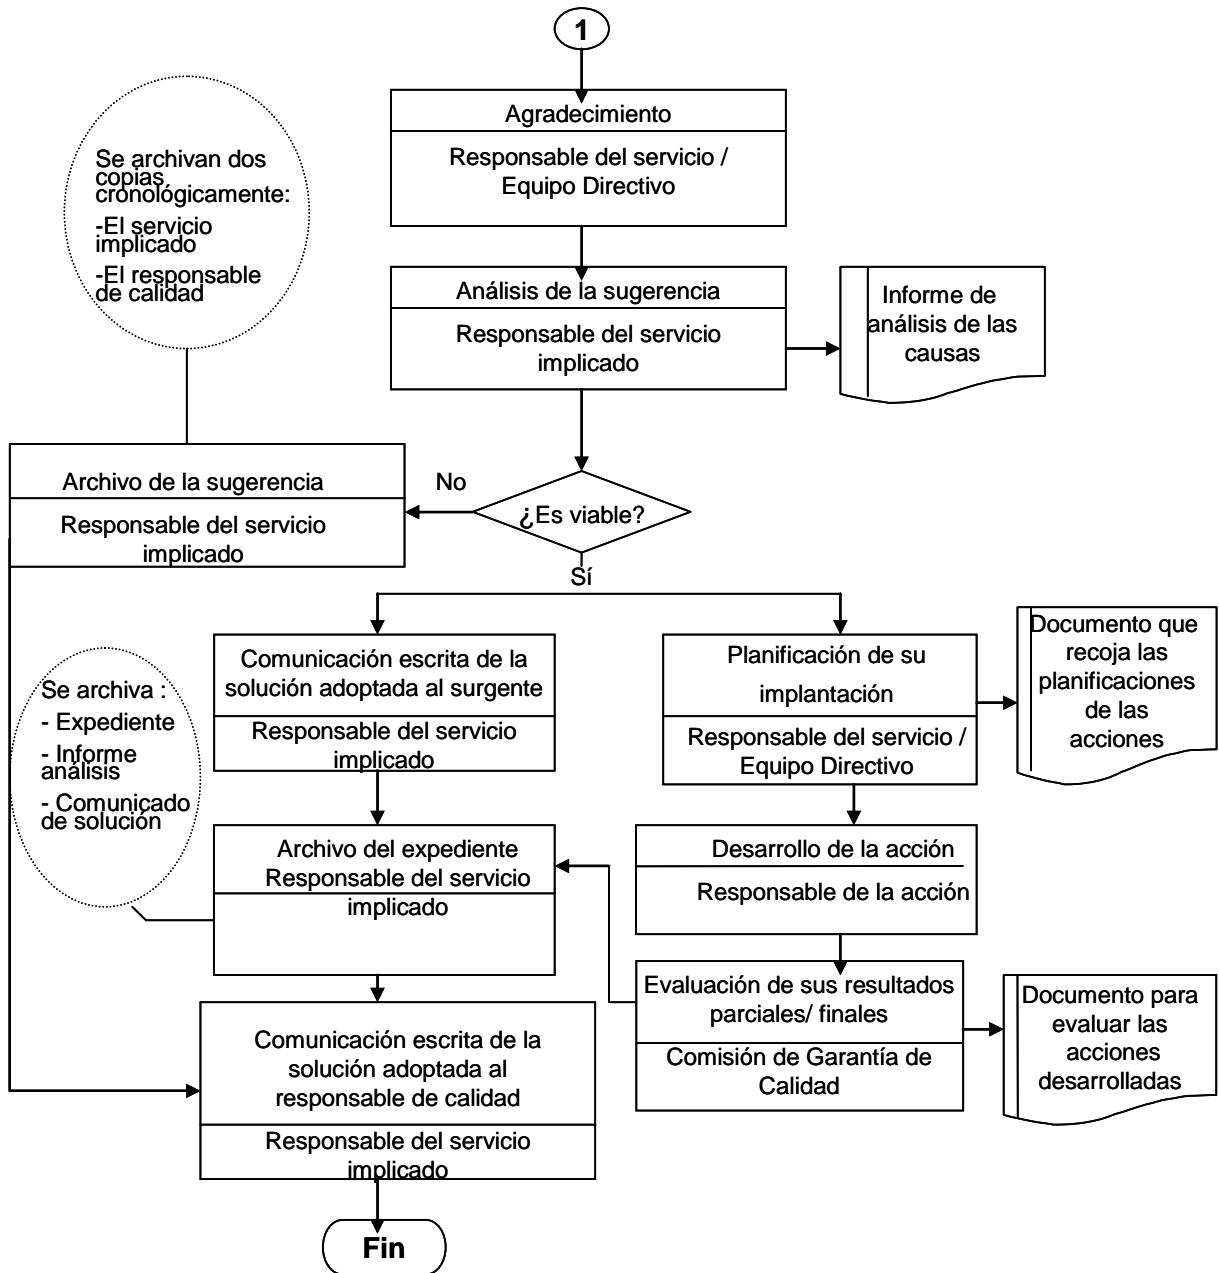 1
Agradecimiento
Responsable del servicio /
Equipo Directivo
Se archivan dos
copias
cronológicamente:
-El servicio
implicado
-El responsable
de calidad
Análisis de la sugerencia
Responsable del servicio
implicado
Informe de
análisis de las
causas
Archivo de la sugerencia
Responsable del servicio
implicado
No
¿Es viable?
Sí
Comunicación escrita de la
solución adoptada al surgente
Responsable del servicio
implicado
Planificación de su
implantación
Responsable del servicio /
Equipo Directivo
Documento que
recoja las
planificaciones
de las
acciones
Se archiva :
- Expediente
- Informe
análisis
- Comunicado
de solución
Archivo del expediente
Responsable del servicio
implicado
Desarrollo de la acción
Responsable de la acción
Evaluación de sus resultados
parciales/ finales
Comisión de Garantía de
Calidad
Documento para
evaluar las
acciones
desarrolladas
Comunicación escrita de la
solución adoptada al
responsable de calidad
Responsable del servicio
implicado
Fin